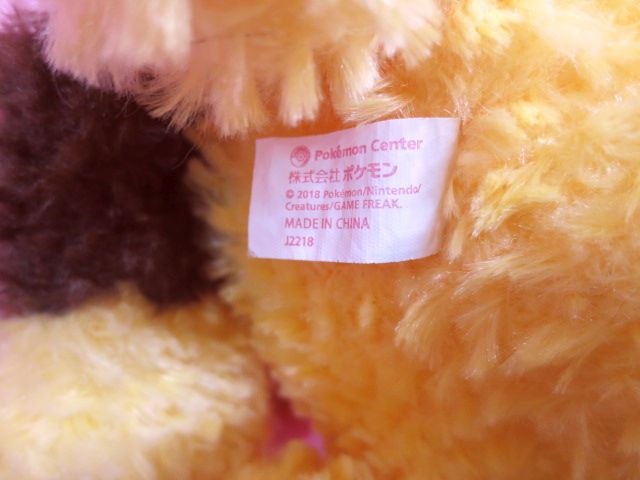 Pokémon Center
株式会社 ポケモン
© 2018 Pokémon/Nintendo/
Creatures/GAME FREAK.
MADE IN CHINA
J2218